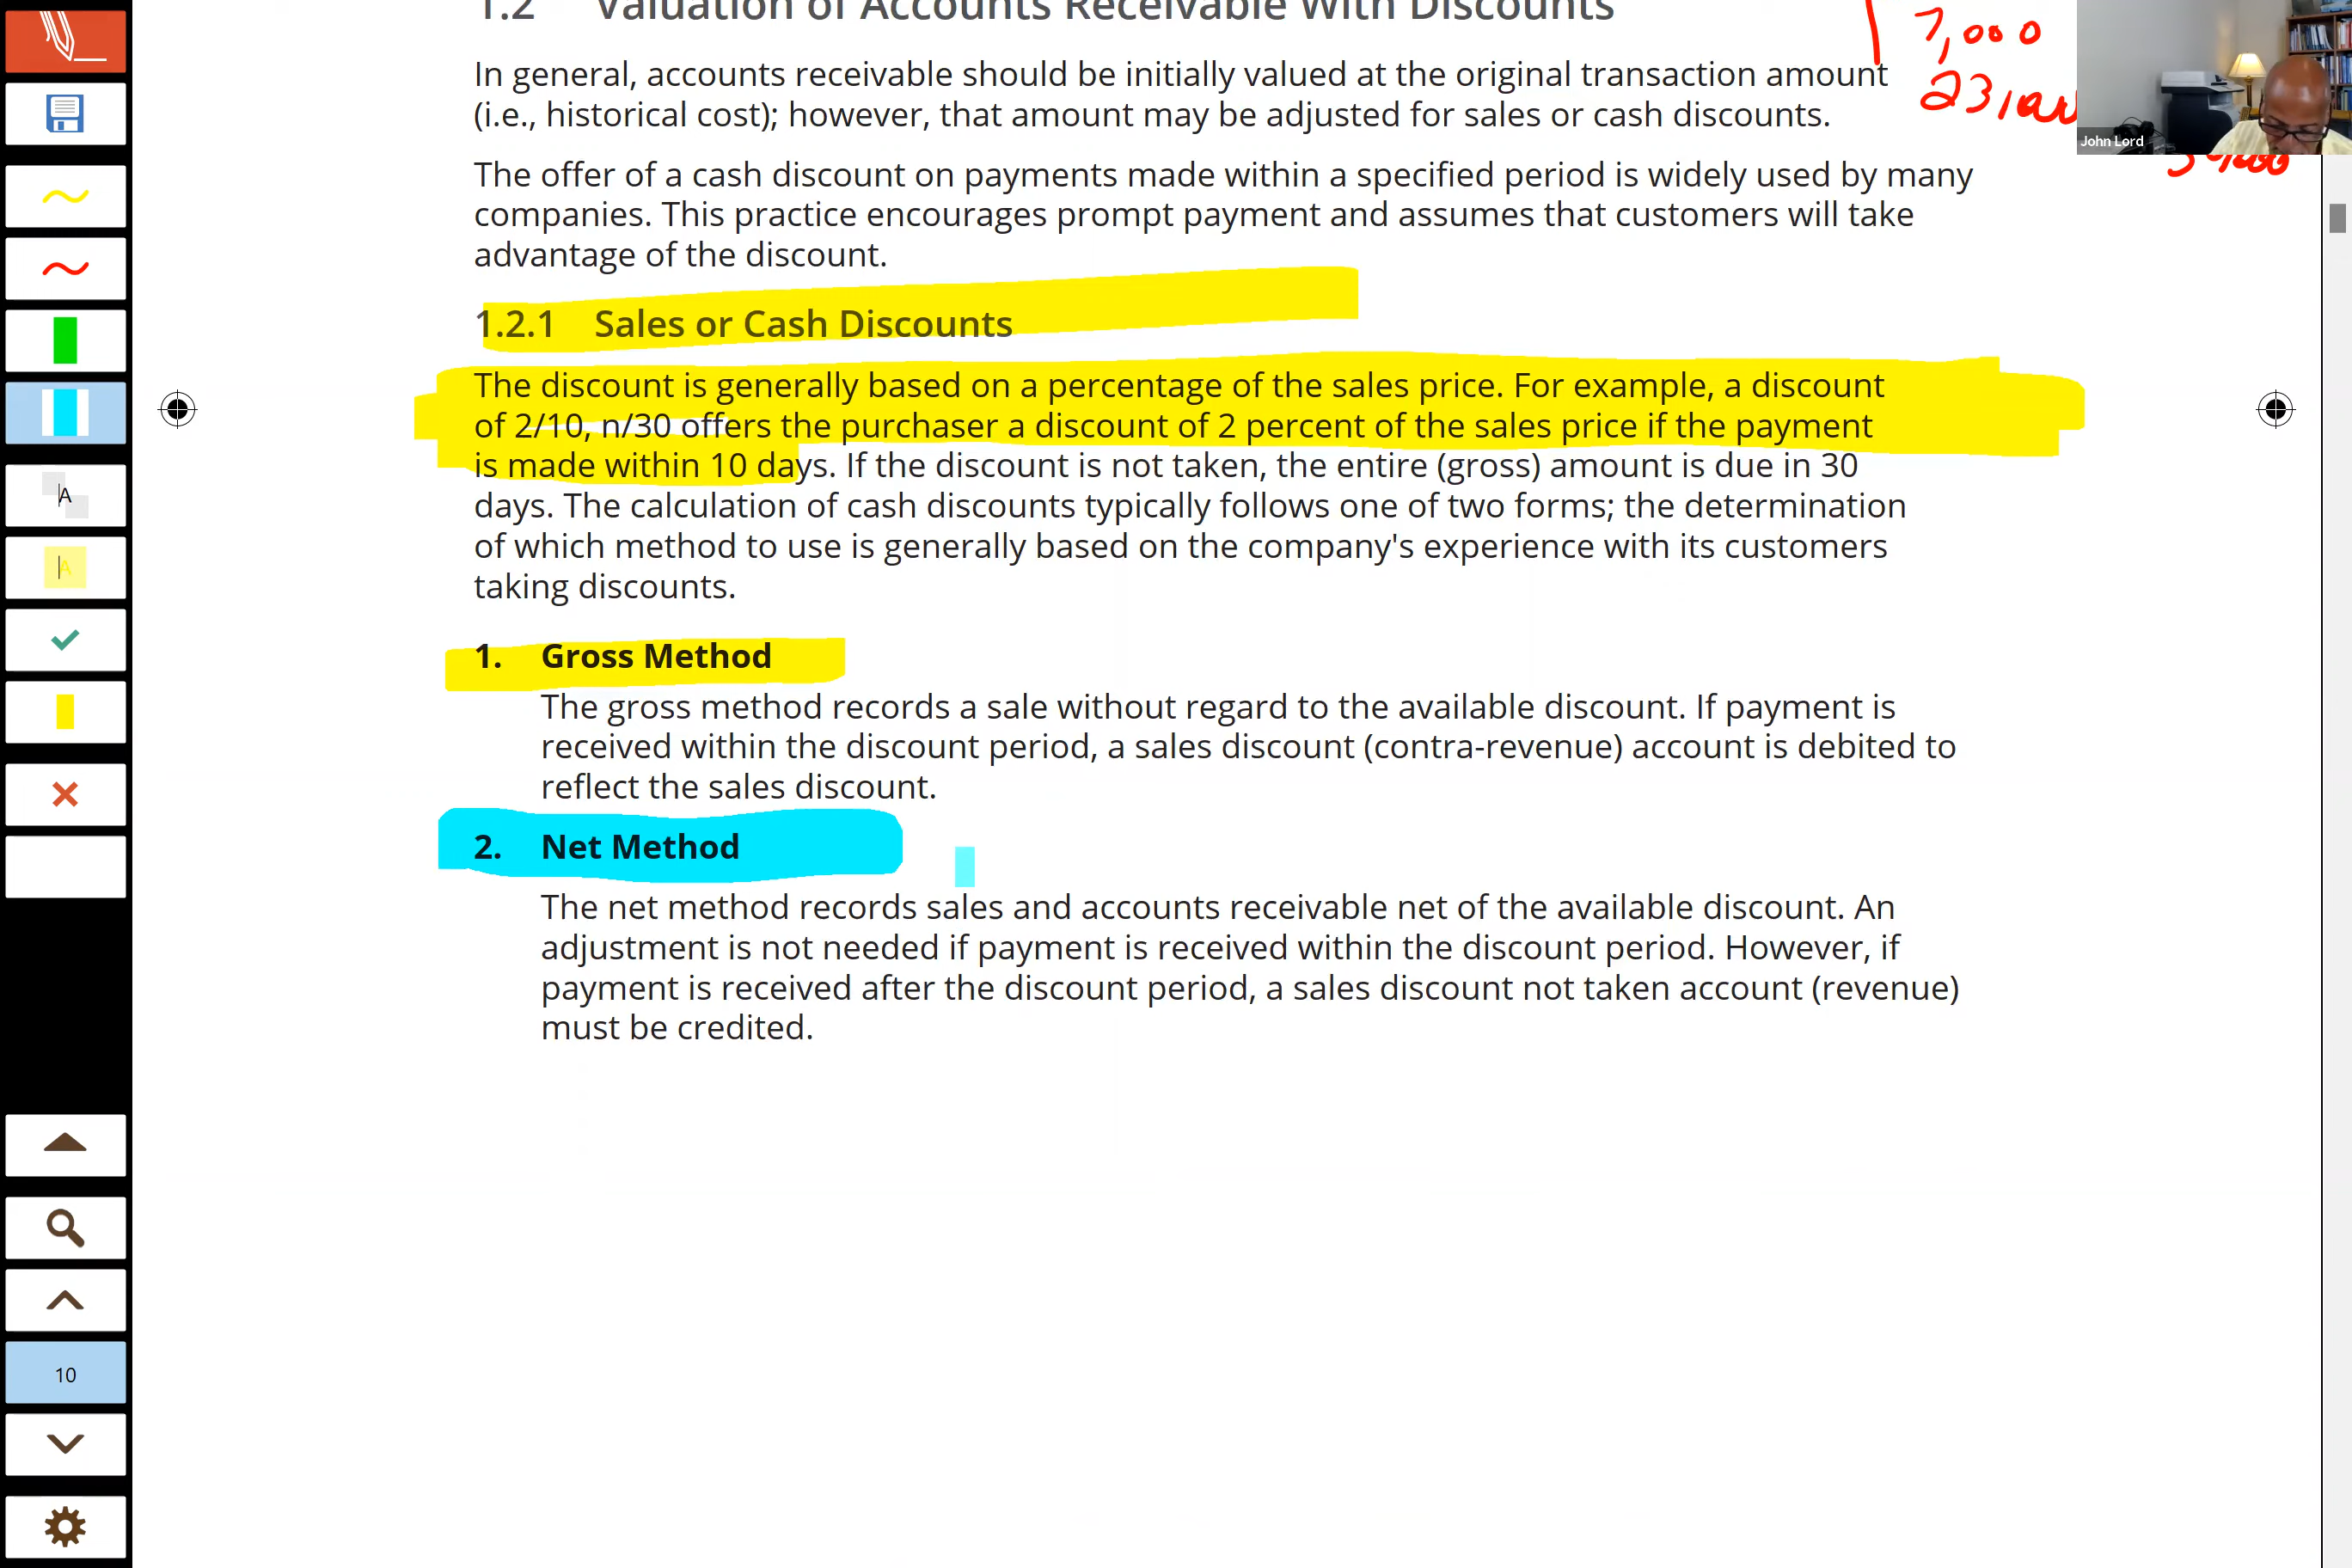 1.2 Valuation of Accounts Receivable With Discounts
7,000
In general, accounts receivable should be initially valued at the original transaction amount
(i.e., historical cost); however, that amount may be adjusted for sales or cash discounts.
John Lord
The offer of a cash discount on payments made within a specified period is widely used by many
companies. This practice encourages prompt payment and assumes that customers will take
advantage of the discount.
1.2.1 Sales or Cash Discounts
The discount is generally based on a percentage of the sales price. For example, a discount
of 2/10, n/30 offers the purchaser a discount of 2 percent of the sales price if the payment
is made within 10 days. If the discount is not taken, the entire (gross) amount is due in 30
days. The calculation of cash discounts typically follows one of two forms; the determination
of which method to use is generally based on the company's experience with its customers
taking discounts.
1. Gross Method
The gross method records a sale without regard to the available discount. If payment is
received within the discount period, a sales discount (contra-revenue) account is debited to
reflect the sales discount.
2. Net Method
The net method records sales and accounts receivable net of the available discount. An
adjustment is not needed if payment is received within the discount period. However, if
payment is received after the discount period, a sales discount not taken account (revenue)
must be credited.
A
A
10